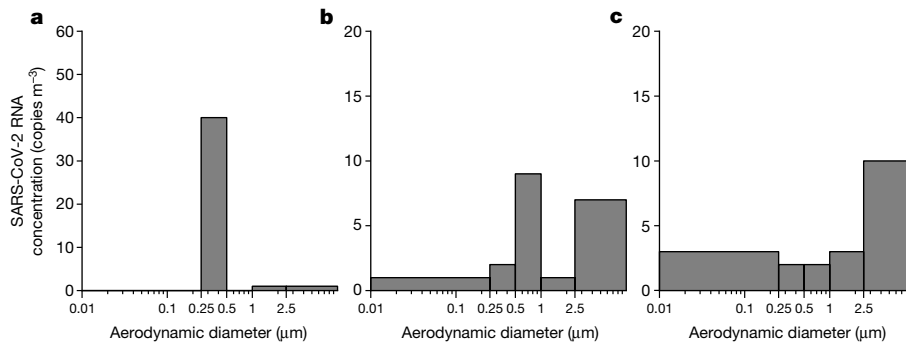 a
b
c
SARS-CoV-2 RNA
concentration (copies m⁻³)
60
50
40
30
20
10
0
0.01 0.1 0.25 0.5 1 2.5
Aerodynamic diameter (μm)
20
15
10
5
0
0.01 0.1 0.25 0.5 1 2.5
Aerodynamic diameter (μm)
20
15
10
5
0
0.01 0.1 0.25 0.5 1 2.5
Aerodynamic diameter (μm)